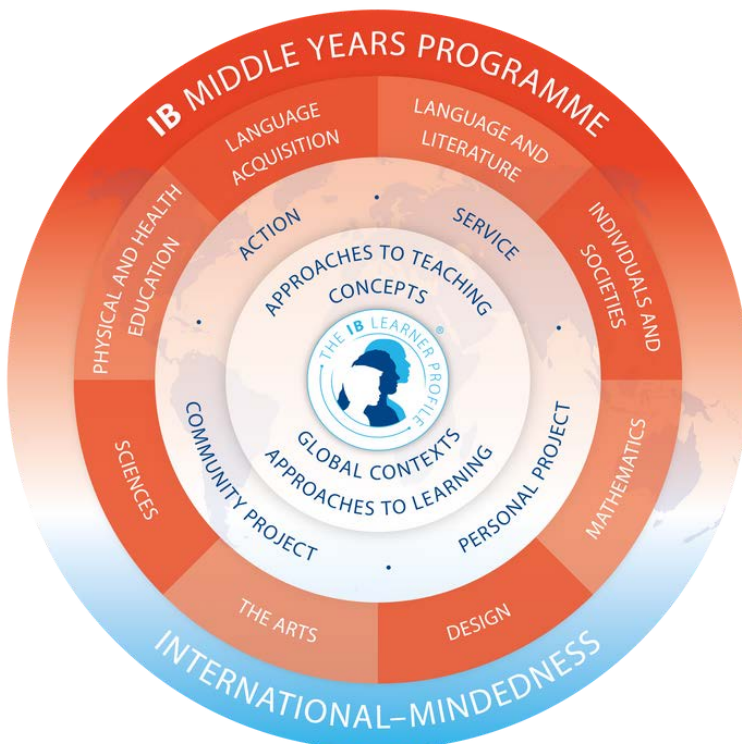 IB MIDDLE YEARS PROGRAMME
LANGUAGE
ACQUISITION
LANGUAGE AND
LITERATURE
INDIVIDUALS AND
SOCIETIES
MATHEMATICS
DESIGN
THE ARTS
SCIENCES
PHYSICAL AND HEALTH
EDUCATION
ACTION
SERVICE
PERSONAL PROJECT
COMMUNITY PROJECT
APPROACHES TO TEACHING
CONCEPTS
THE IB LEARNER PROFILE ®
GLOBAL CONTEXTS
APPROACHES TO LEARNING
INTERNATIONAL–MINDEDNESS